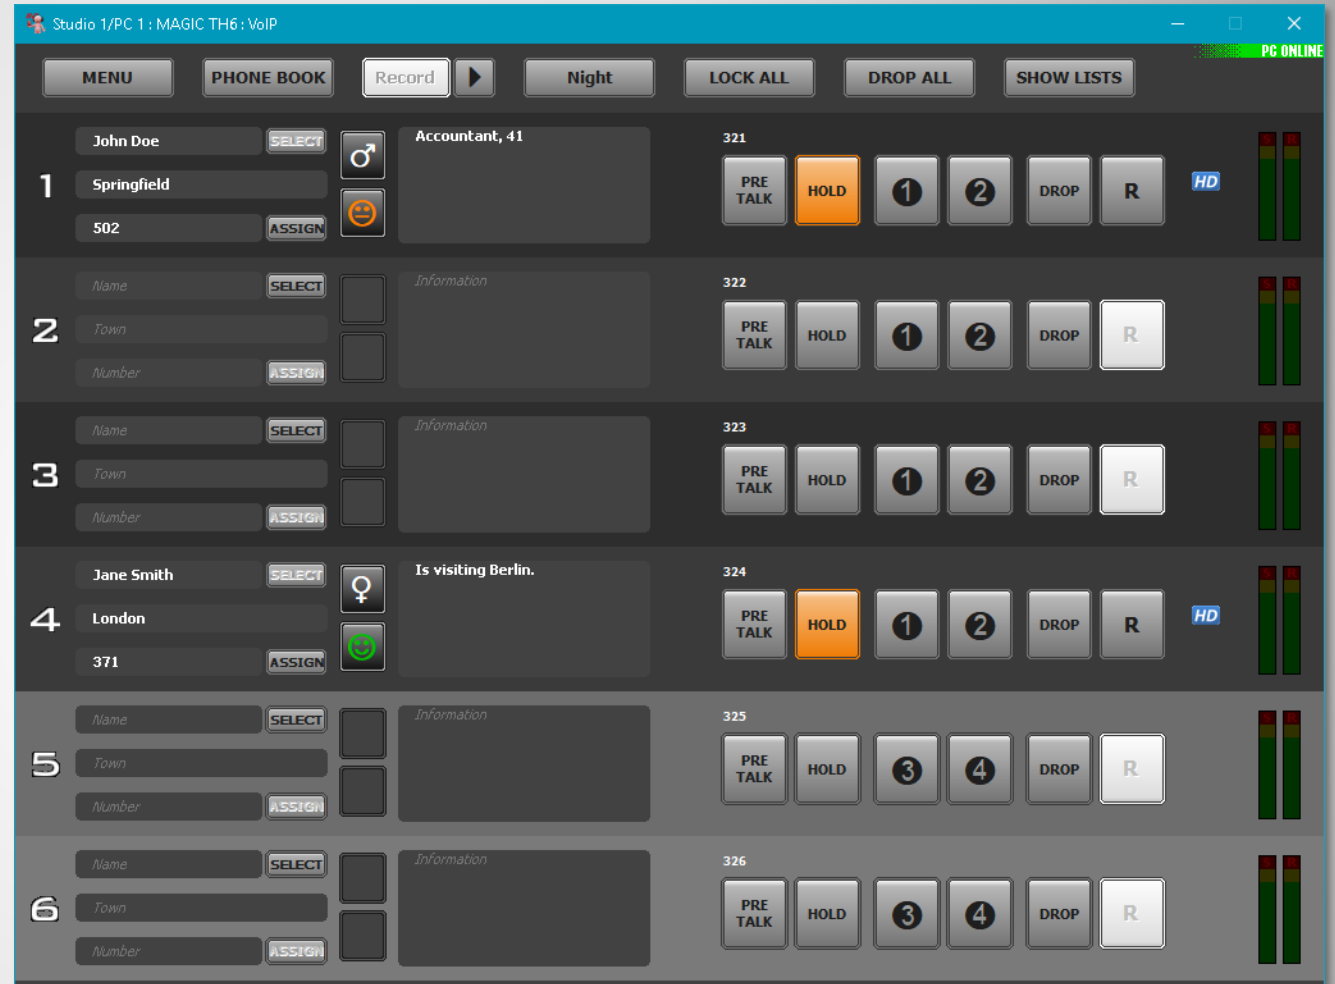 Studio 1/PC 1 : MAGIC TH6 : VoIP
PC ONLINE
MENU PHONE BOOK Record Night LOCK ALL DROP ALL SHOW LISTS
1
John Doe SELECT
Springfield
502 ASSIGN
Accountant, 41
321
PRE TALK HOLD 1 2 DROP R HD
S R
2
Name SELECT
Town
Number ASSIGN
Information
322
PRE TALK HOLD 1 2 DROP R
S R
3
Name SELECT
Town
Number ASSIGN
Information
323
PRE TALK HOLD 1 2 DROP R
S R
4
Jane Smith SELECT
London
371 ASSIGN
Is visiting Berlin.
324
PRE TALK HOLD 1 2 DROP R HD
S R
5
Name SELECT
Town
Number ASSIGN
Information
325
PRE TALK HOLD 3 4 DROP R
S R
6
Name SELECT
Town
Number ASSIGN
Information
326
PRE TALK HOLD 3 4 DROP R
S R